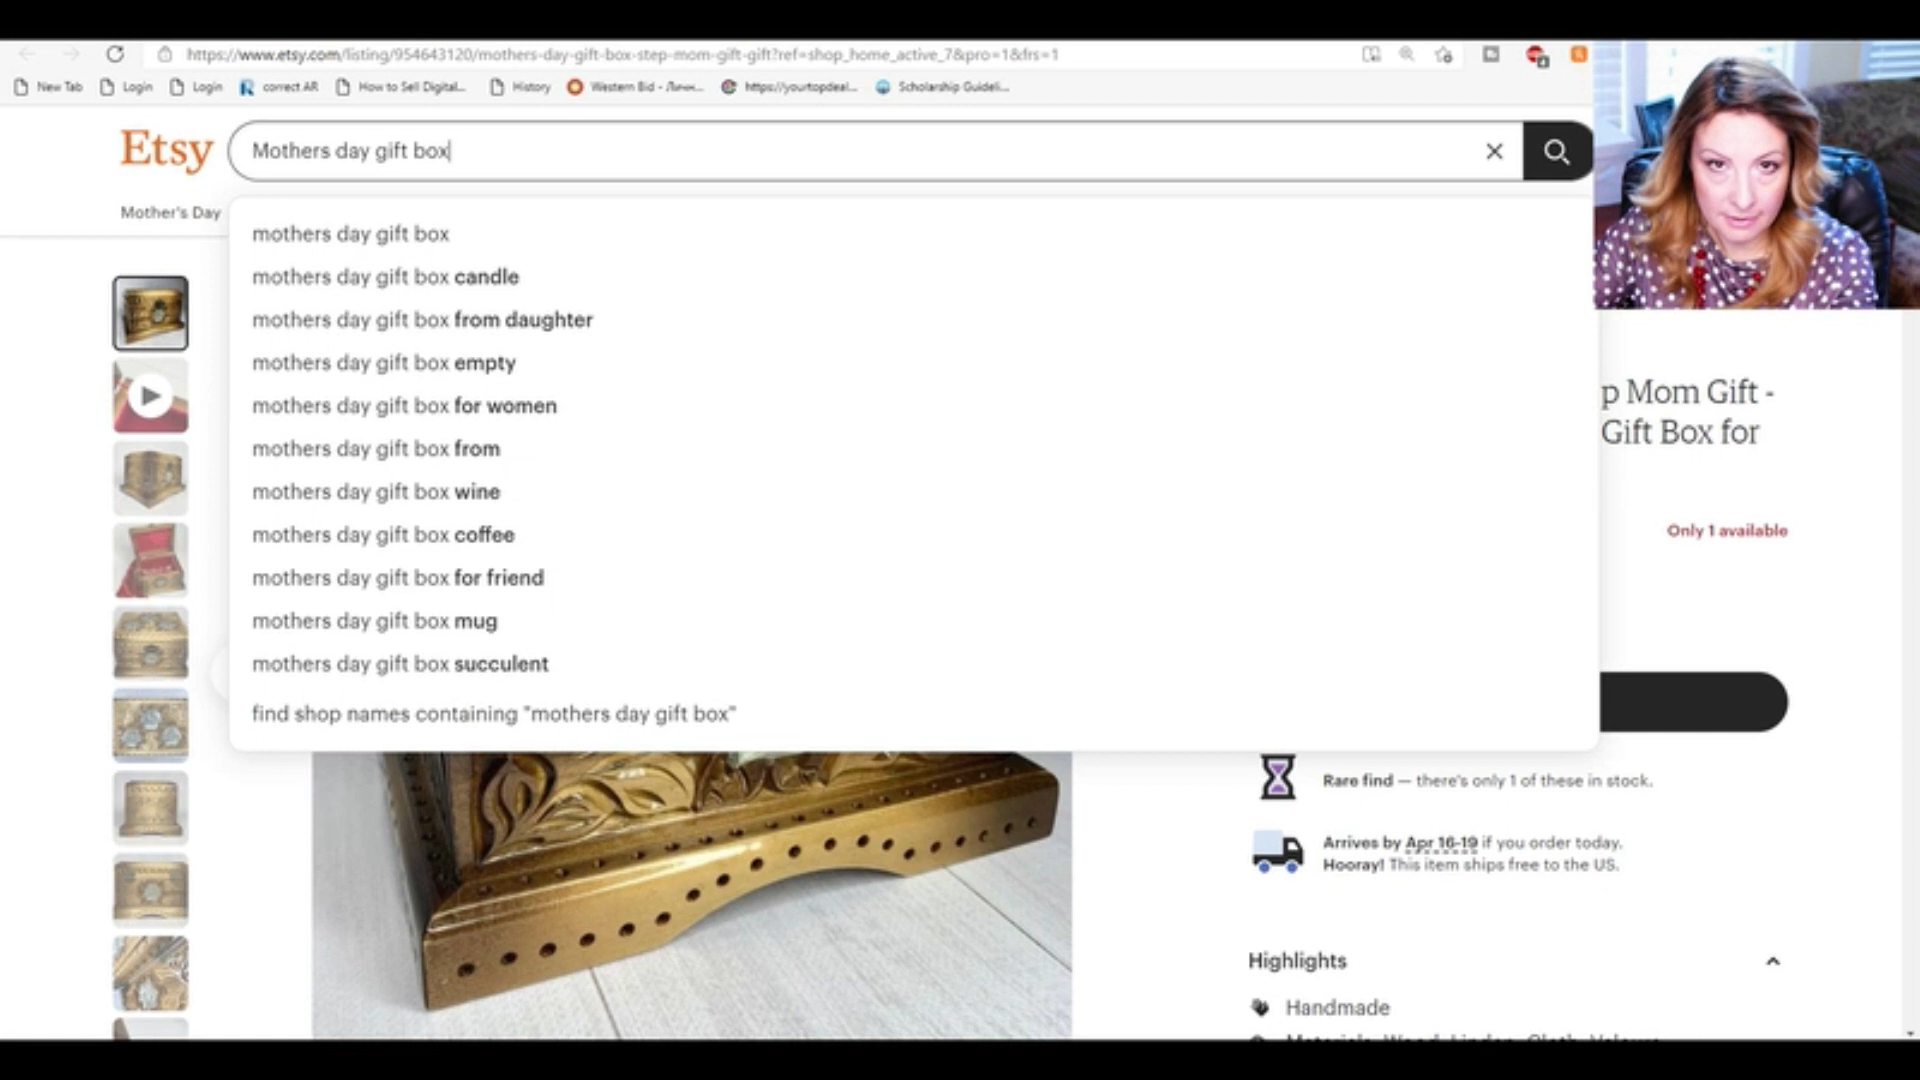 https://www.etsy.com/listing/954643120/mothers-day-gift-box-step-mom-gift-gift?ref=shop_home_active_7&pro=1&frs=1
New Tab Login Login correct AR How to Sell Digital... History Western Bid - Личн... https://yourtopdeal... Scholarship Guideli...
Etsy Mothers day gift box
Mother's Day
mothers day gift box
mothers day gift box candle
mothers day gift box from daughter
mothers day gift box empty
mothers day gift box for women
mothers day gift box from
mothers day gift box wine
mothers day gift box coffee
mothers day gift box for friend
mothers day gift box mug
mothers day gift box succulent
find shop names containing "mothers day gift box"
p Mom Gift -
Gift Box for
Only 1 available
Rare find — there's only 1 of these in stock.
Arrives by Apr 16-19 if you order today.
Hooray! This item ships free to the US.
Highlights
Handmade